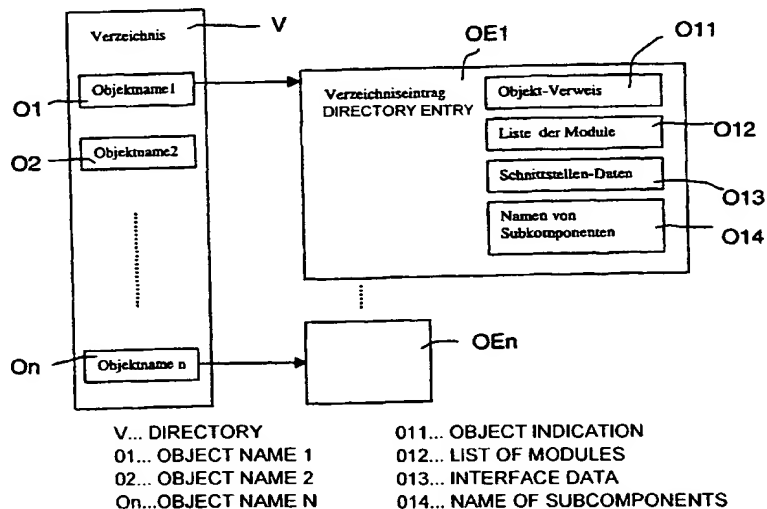 Verzeichnis
V
OE1
O11
Objektname1
Verzeichniseintrag
DIRECTORY ENTRY
Objekt-Verweis
O1
Liste der Module
O12
O2
Objektname2
Schnittstellen-Daten
O13
Namen von
Subkomponenten
O14
On
Objektname n
OEn
V... DIRECTORY
01... OBJECT NAME 1
02... OBJECT NAME 2
On...OBJECT NAME N
011... OBJECT INDICATION
012... LIST OF MODULES
013... INTERFACE DATA
014... NAME OF SUBCOMPONENTS